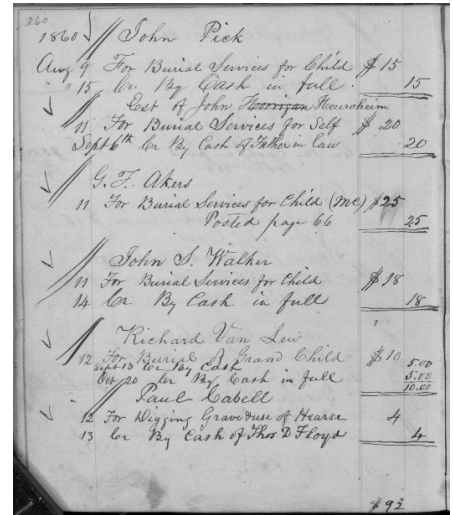 360
1860 John Pick
Aug 9 For Burial Services for Child $15
" 15 Cr. By Cash in full. 15
Est of John Horrigan Houroheim
11 For Burial Services for Self $ 20
Sept 6th Cr By Cash of Father in law 20
G. F. Akers
11 For Burial Services for Child (Mc) $25
Posted page 66 25
John S. Walker
11 For Burial Services for Child $18
14 Cr By Cash in full 18
Richard Van Lew
12 For Burial of Grand Child $10
Sept 13 Cr By Cash 5.00
Oct 20 Cr By Cash in full 5.00
10.00
Paul Cabell
12 For Digging Grave & use of Hearse 4
13 Cr By Cash of Thos D Floyd 4
$92